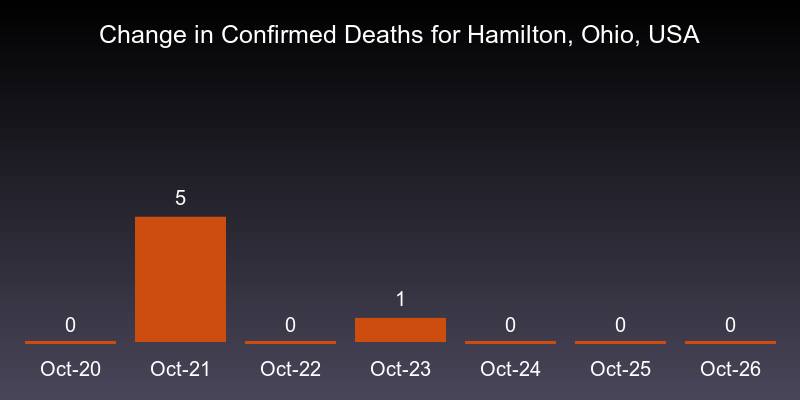 Change in Confirmed Deaths for Hamilton, Ohio, USA
5
1
0 0 0 0 0
Oct-20 Oct-21 Oct-22 Oct-23 Oct-24 Oct-25 Oct-26